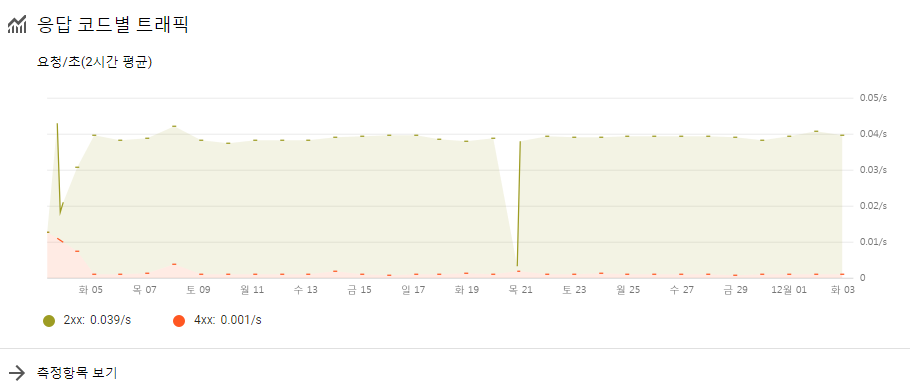 응답 코드별 트래픽
요청/초(2시간 평균)
0.05/s
0.04/s
0.03/s
0.02/s
0.01/s
0
화 05 목 07 토 09 월 11 수 13 금 15 일 17 화 19 목 21 토 23 월 25 수 27 금 29 12월 01 화 03
2xx: 0.039/s 4xx: 0.001/s
측정항목 보기